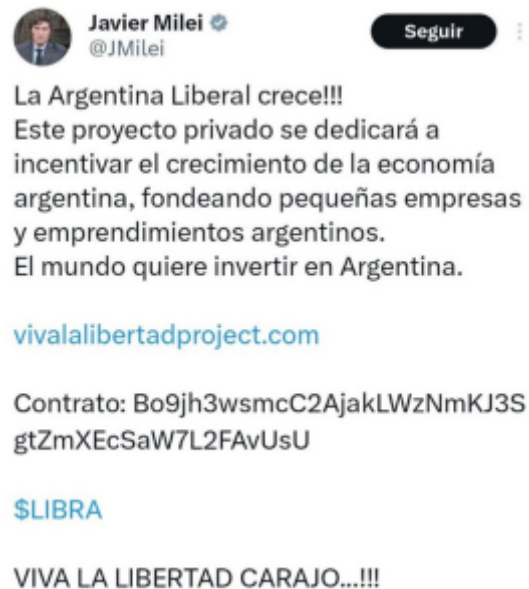 Javier Milei
@JMilei
Seguir
La Argentina Liberal crece!!!
Este proyecto privado se dedicará a
incentivar el crecimiento de la economía
argentina, fondeando pequeñas empresas
y emprendimientos argentinos.
El mundo quiere invertir en Argentina.
vivalalibertadproject.com
Contrato: Bo9jh3wsmcC2AjakLWzNmKJ3S
gtZmXEcSaW7L2FAvUsU
$LIBRA
VIVA LA LIBERTAD CARAJO...!!!